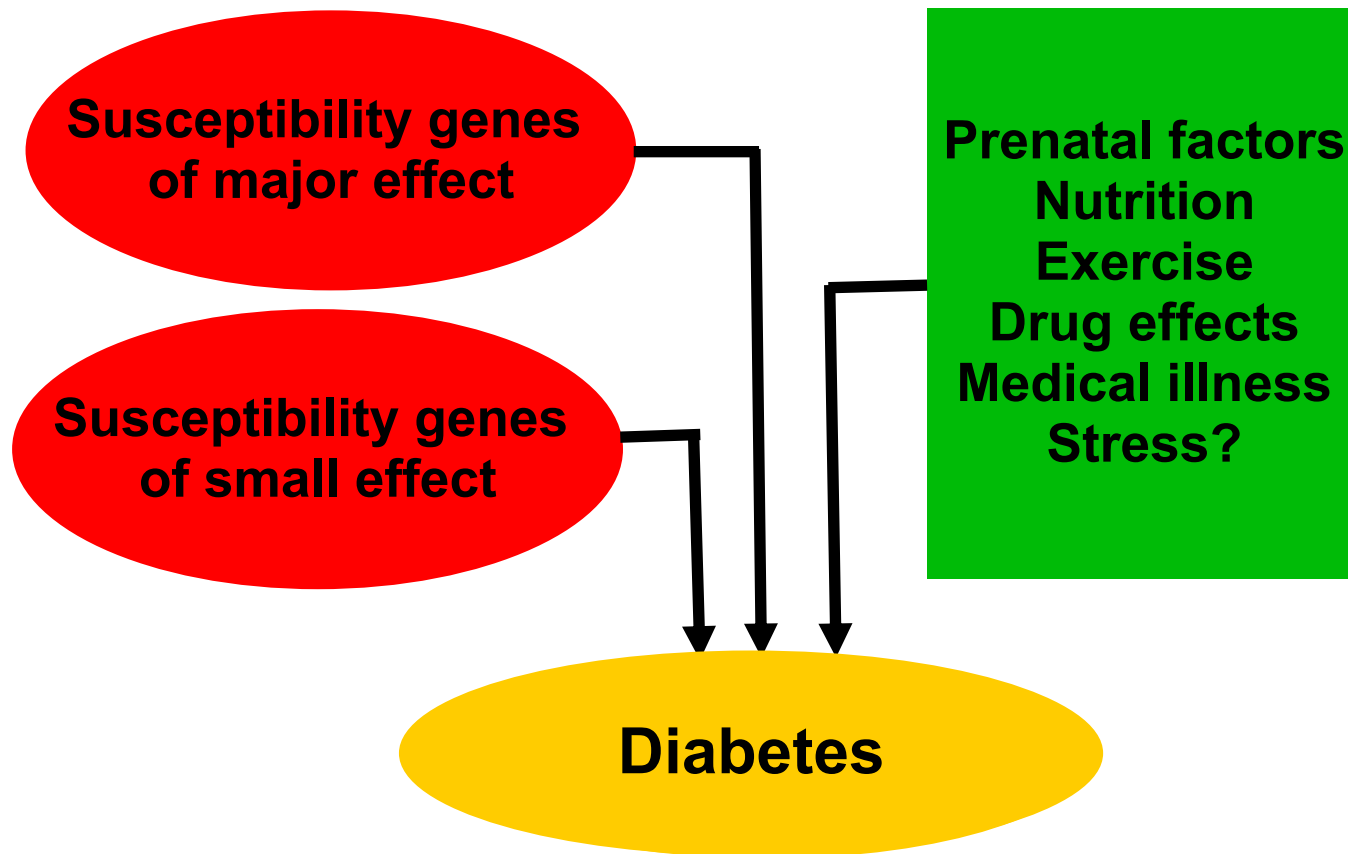 Susceptibility genes
of major effect
Susceptibility genes
of small effect
Prenatal factors
Nutrition
Exercise
Drug effects
Medical illness
Stress?
Diabetes